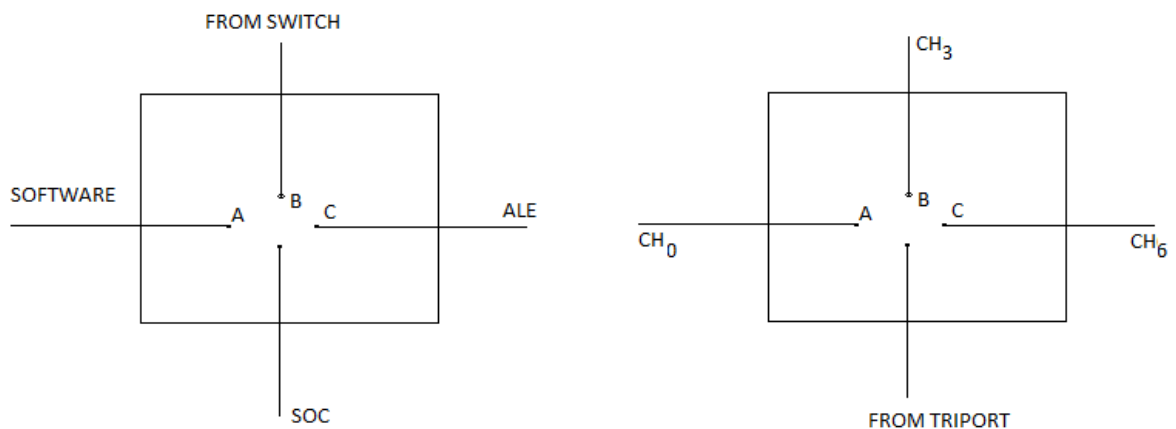 FROM SWITCH
SOFTWARE
A
B
C
ALE
SOC
CH3
A
B
C
CH0
CH6
FROM TRIPORT